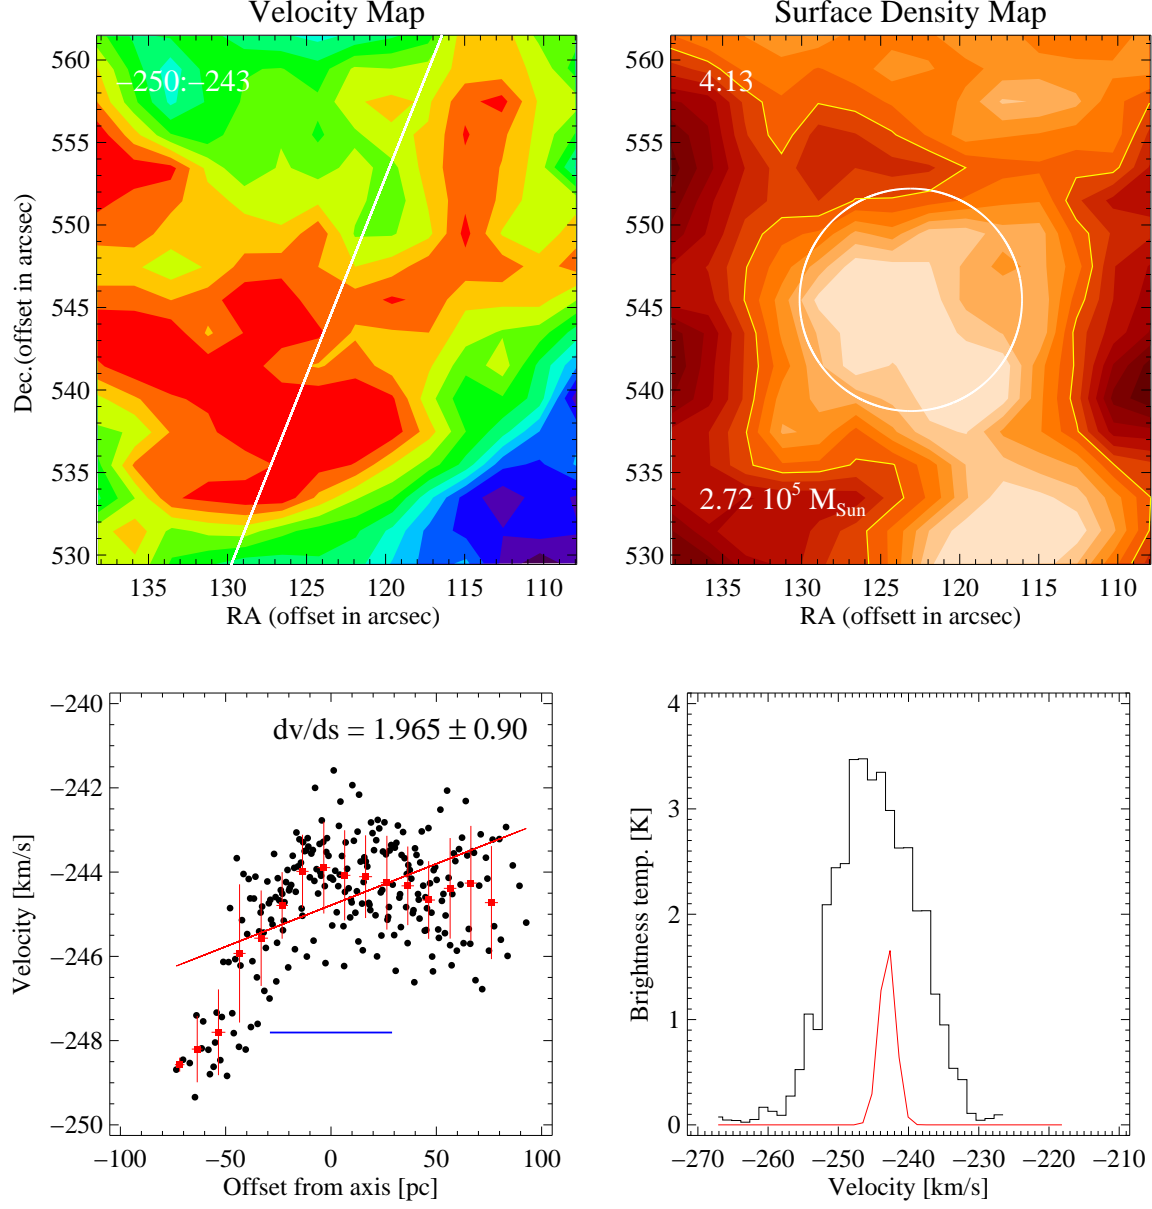 Velocity Map
Surface Density Map
−250:−243
4:13
2.72 10⁵ M_Sun
560
555
550
545
540
535
530
Dec.(offset in arcsec)
135 130 125 120 115 110
RA (offset in arcsec)
560
555
550
545
540
535
530
135 130 125 120 115 110
RA (offsett in arcsec)
dv/ds = 1.965 ± 0.90
−240
−242
−244
−246
−248
−250
Velocity [km/s]
−100 −50 0 50 100
Offset from axis [pc]
4
3
2
1
0
Brightness temp. [K]
−270 −260 −250 −240 −230 −220 −210
Velocity [km/s]